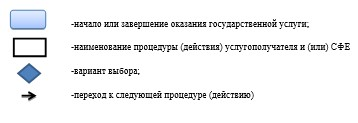 -начало или завершение оказания государственной услуги;
-наименование процедуры (действия) услугополучателя и (или) СФЕ
-вариант выбора;
-переход к следующей процедуре (действию)